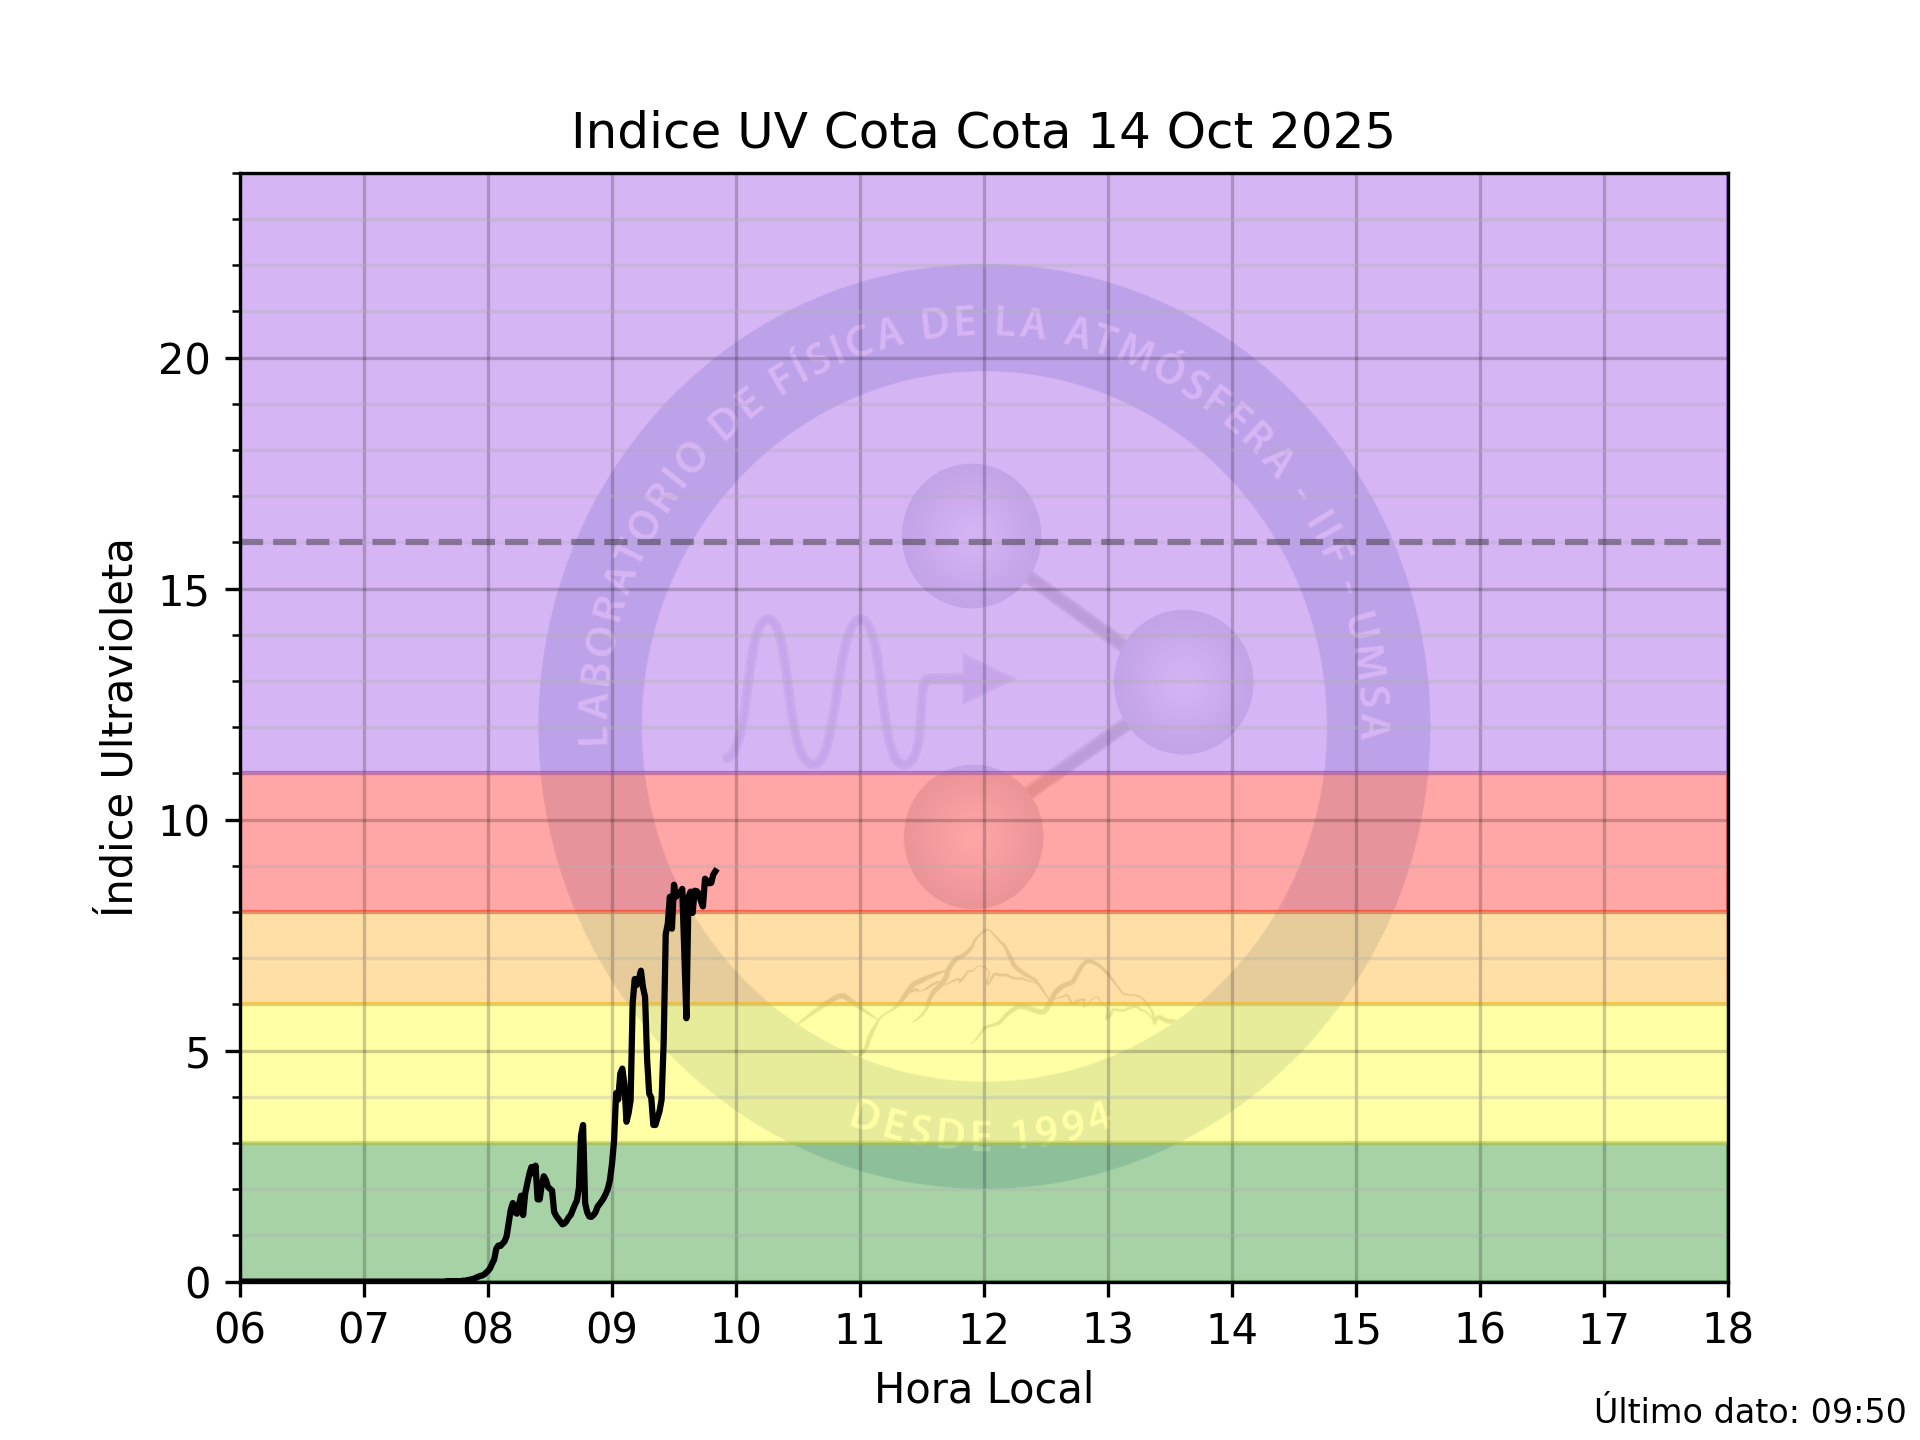 Indice UV Cota Cota 14 Oct 2025
LABORATORIO DE FÍSICA DE LA ATMÓSFERA - IIF - UMSA
DESDE 1994
Índice Ultravioleta
20
15
10
5
0
06 07 08 09 10 11 12 13 14 15 16 17 18
Hora Local
Último dato: 09:50